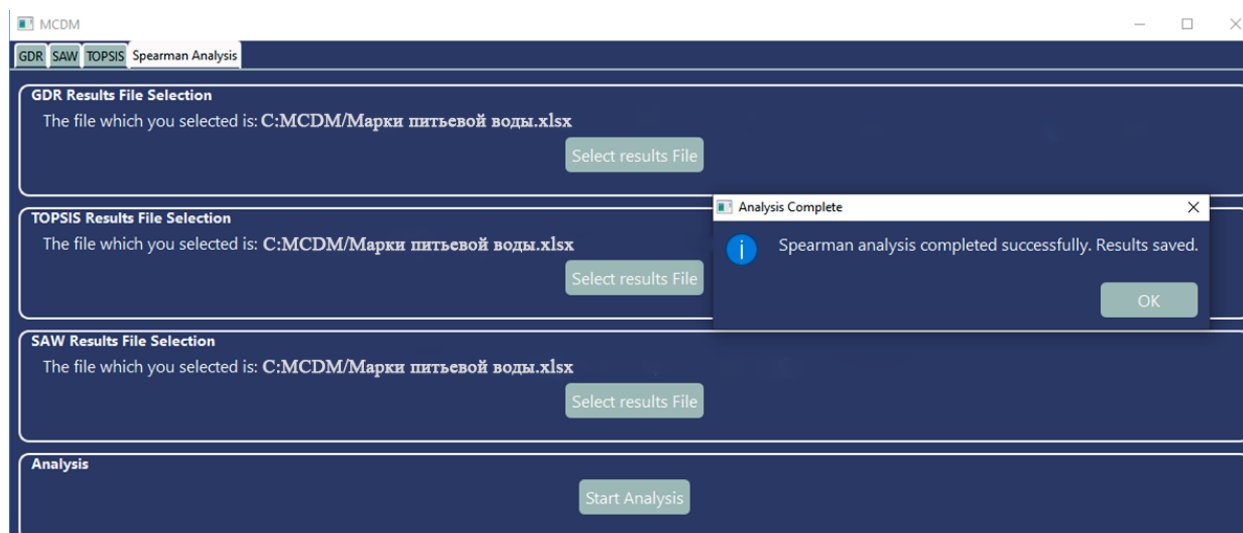 MCDM
GDR SAW TOPSIS Spearman Analysis
GDR Results File Selection
The file which you selected is: C:MCDM/Марки питьевой воды.xlsx
Select results File
TOPSIS Results File Selection
The file which you selected is: C:MCDM/Марки питьевой воды.xlsx
Select results File
Analysis Complete
Spearman analysis completed successfully. Results saved.
OK
SAW Results File Selection
The file which you selected is: C:MCDM/Марки питьевой воды.xlsx
Select results File
Analysis
Start Analysis